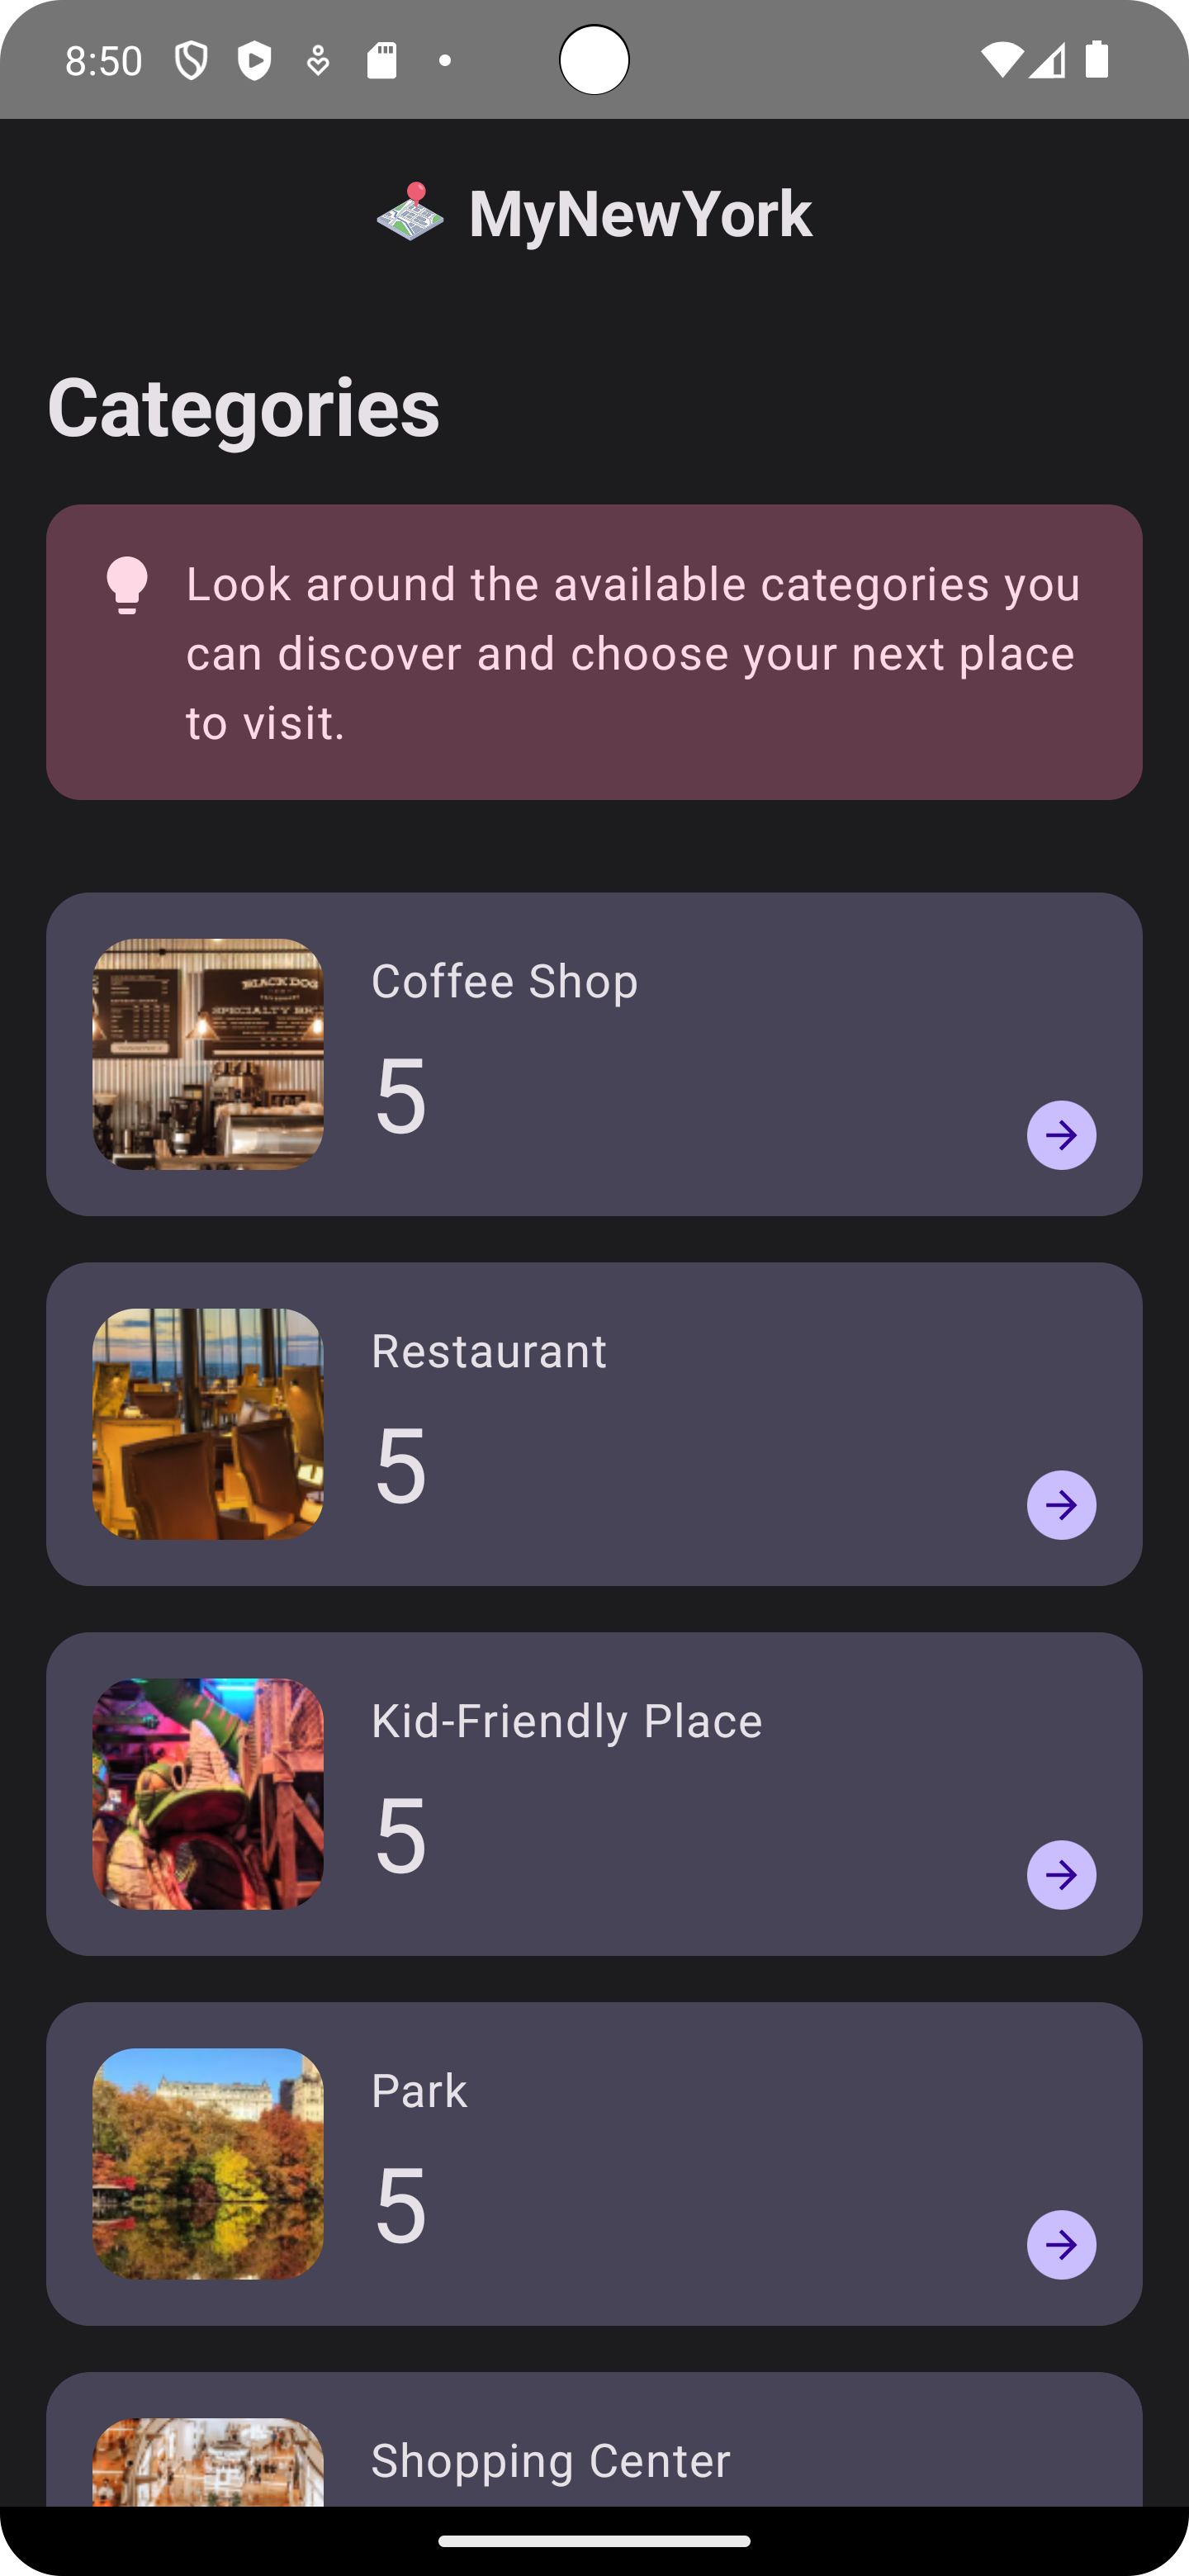 8:50
MyNewYork
Categories
Look around the available categories you
can discover and choose your next place
to visit.
BLACK DOG
SPECIALTY
Coffee Shop
5
Restaurant
5
Kid-Friendly Place
5
Park
5
Shopping Center